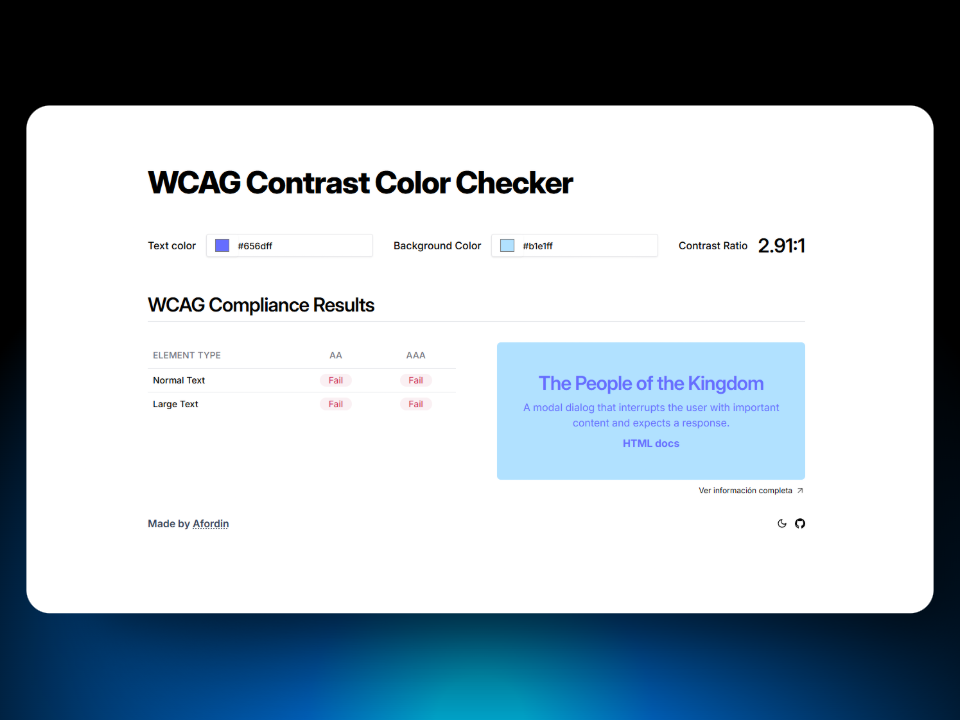 WCAG Contrast Color Checker
Text color #656dff Background Color #b1e1ff Contrast Ratio 2.91:1
WCAG Compliance Results
ELEMENT TYPE AA AAA
Normal Text Fail Fail
Large Text Fail Fail
The People of the Kingdom
A modal dialog that interrupts the user with important
content and expects a response.
HTML docs
Ver información completa
Made by Afordin